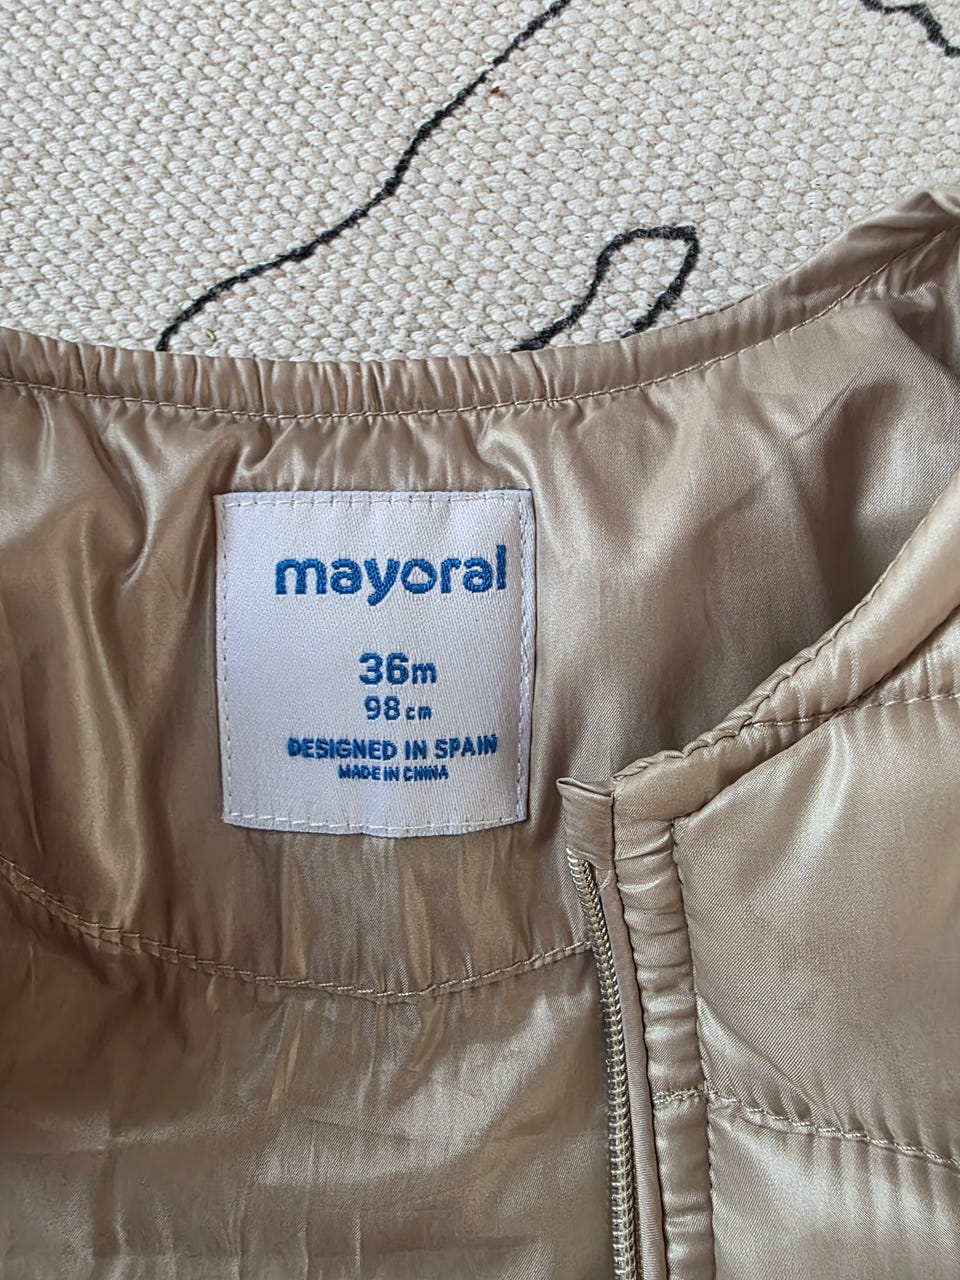 mayoral
36m
98cm
DESIGNED IN SPAIN
MADE IN CHINA